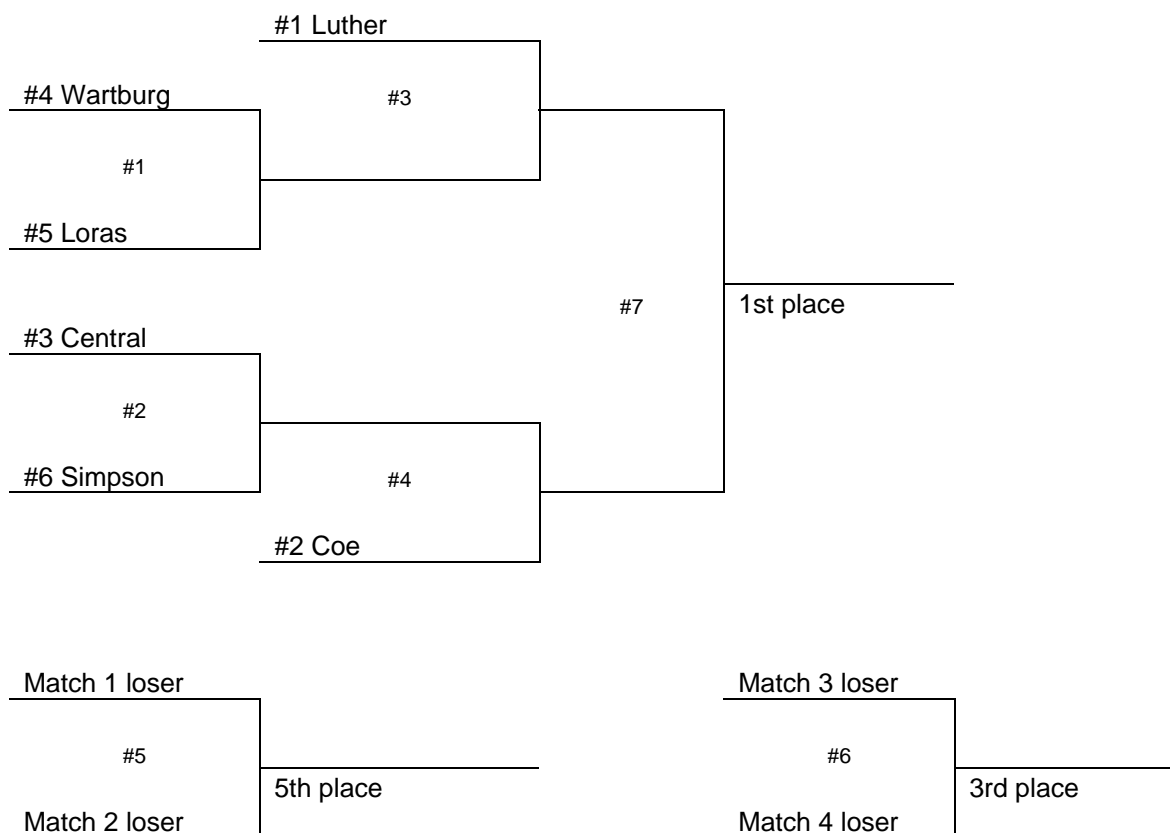 #1 Luther
#4 Wartburg
#3
#1
#5 Loras
#7
1st place
#3 Central
#2
#6 Simpson
#4
#2 Coe
Match 1 loser
Match 3 loser
#5
#6
5th place
3rd place
Match 2 loser
Match 4 loser